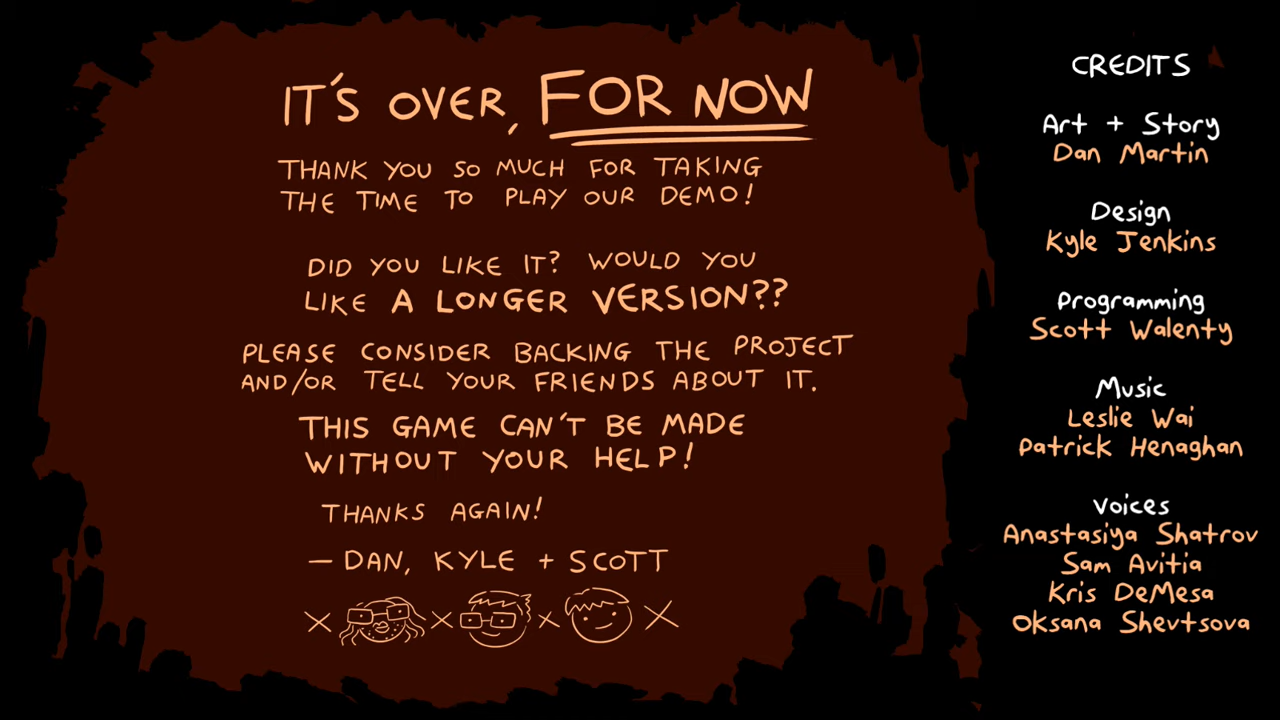 IT'S OVER, FOR NOW
THANK YOU SO MUCH FOR TAKING
THE TIME TO PLAY OUR DEMO!
DID YOU LIKE IT? WOULD YOU
LIKE A LONGER VERSION??
PLEASE CONSIDER BACKING THE PROJECT
AND/OR TELL YOUR FRIENDS ABOUT IT.
THIS GAME CAN'T BE MADE
WITHOUT YOUR HELP!
THANKS AGAIN!
— DAN, KYLE + SCOTT
CREDITS
Art + Story
Dan Martin
Design
Kyle Jenkins
Programming
Scott Walenty
Music
Leslie Wai
Patrick Henaghan
Voices
Anastasiya Shatrov
Sam Avitia
Kris DeMesa
Oksana Shevtsova